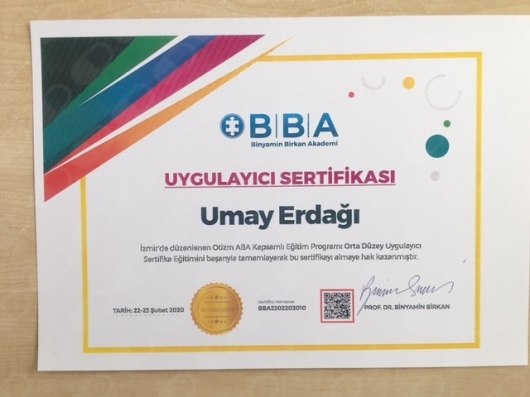 B|B|A
Binyamin Birkan Akademi
UYGULAYICI SERTİFİKASI
Umay Erdağı
İzmir'de düzenlenen Otizm ABA Kapsamlı Eğitim Programı Orta Düzey Uygulayıcı
Sertifika Eğitimini başarıyla tamamlayarak bu sertifikayı almaya hak kazanmıştır.
TARİH: 22-23 Şubat 2020
Sertifika Numarası
BBA2302202010
PROF. DR. BİNYAMİN BİRKAN